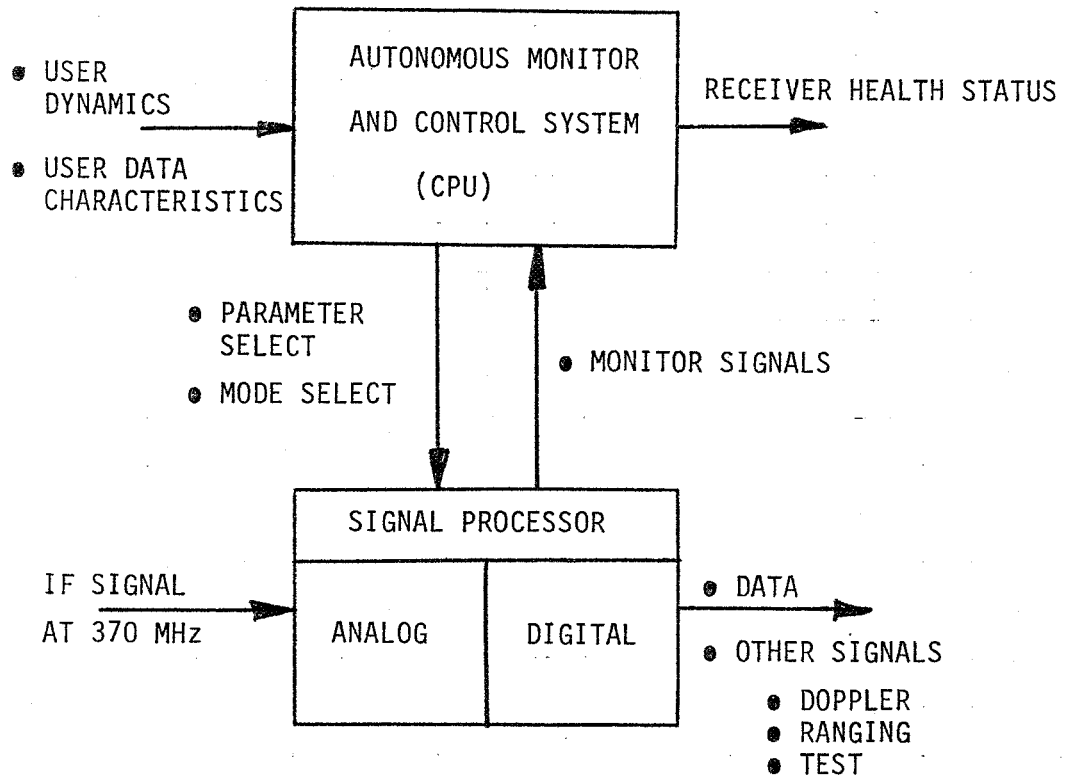 ● USER
DYNAMICS
● USER DATA
CHARACTERISTICS
AUTONOMOUS MONITOR
AND CONTROL SYSTEM
(CPU)
RECEIVER HEALTH STATUS
● PARAMETER
SELECT
● MODE SELECT
● MONITOR SIGNALS
SIGNAL PROCESSOR
IF SIGNAL
AT 370 MHz
ANALOG
DIGITAL
● DATA
● OTHER SIGNALS
● DOPPLER
● RANGING
● TEST